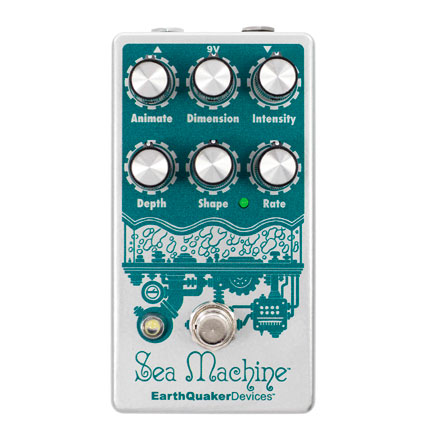 9V
Animate Dimension Intensity
Depth Shape Rate
Sea Machine™
EarthQuakerDevices™